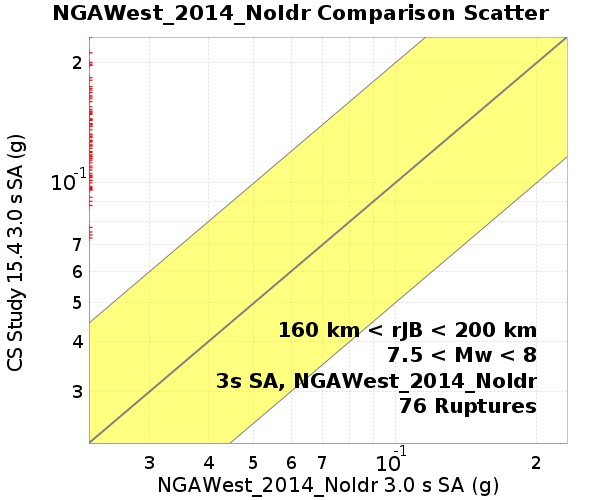 NGAWest_2014_NoIdr Comparison Scatter
CS Study 15.4 3.0 s SA (g)
2
10-1
7
6
5
4
3
160 km < rJB < 200 km
7.5 < Mw < 8
3s SA, NGAWest_2014_NoIdr
76 Ruptures
3 4 5 6 7 10-1 2
NGAWest_2014_NoIdr 3.0 s SA (g)